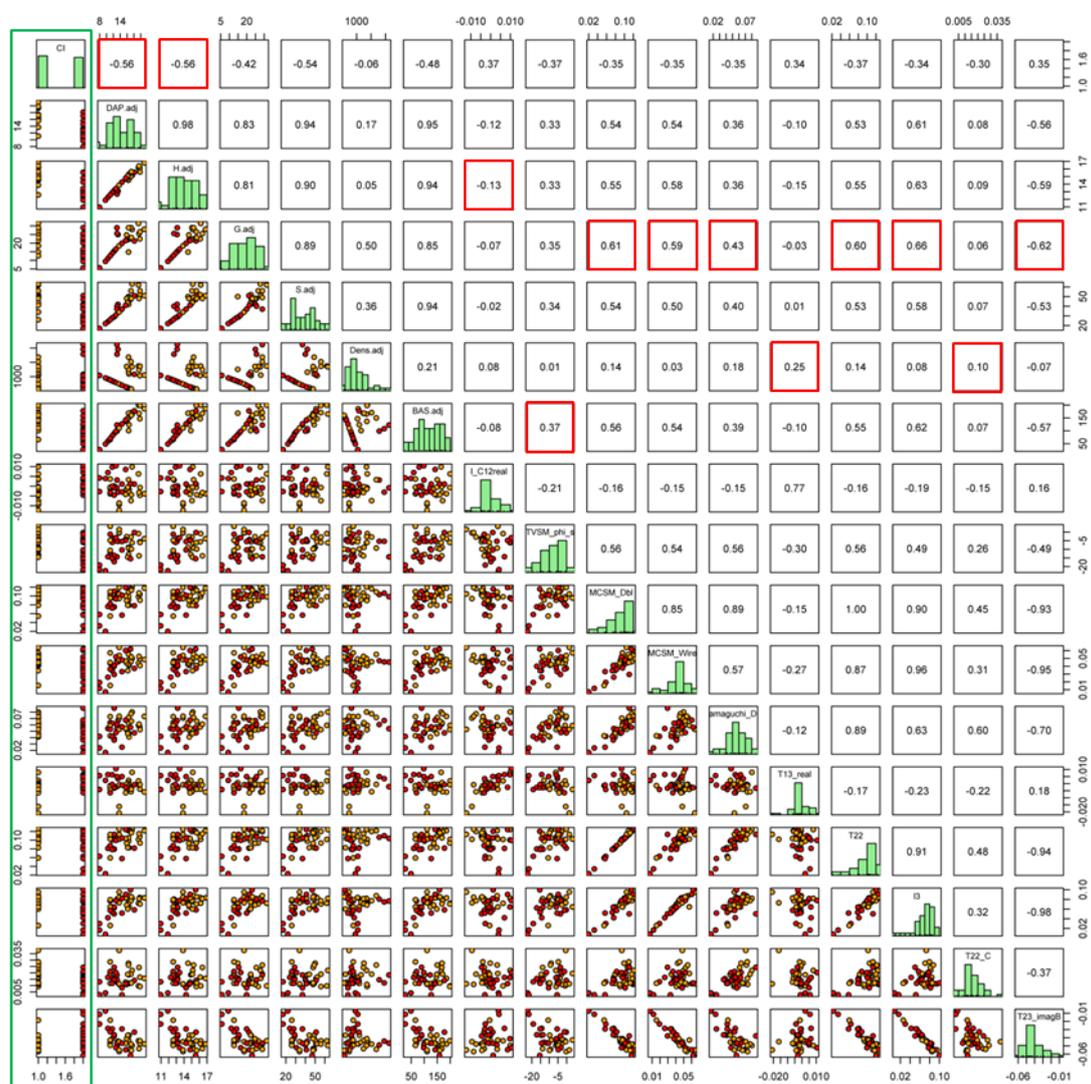 8 14 5 20 1000 -0.010 0.010 0.02 0.10 0.02 0.07 0.02 0.10 0.005 0.035
CI -0.56 -0.56 -0.42 -0.54 -0.06 -0.48 0.37 -0.37 -0.35 -0.35 -0.35 0.34 -0.37 -0.34 -0.30 0.35 1.0 1.6
8 14 DAP.adj 0.98 0.83 0.94 0.17 0.95 -0.12 0.33 0.54 0.54 0.36 -0.10 0.53 0.61 0.08 -0.56
H.adj 0.81 0.90 0.05 0.94 -0.13 0.33 0.55 0.58 0.36 -0.15 0.55 0.63 0.09 -0.59 11 14 17
5 20 G.adj 0.89 0.50 0.85 -0.07 0.35 0.61 0.59 0.43 -0.03 0.60 0.66 0.06 -0.62
S.adj 0.36 0.94 -0.02 0.34 0.54 0.50 0.40 0.01 0.53 0.58 0.07 -0.53 20 50
1000 Dens.adj 0.21 0.08 0.01 0.14 0.03 0.18 0.25 0.14 0.08 0.10 -0.07
BAS.adj -0.08 0.37 0.56 0.54 0.39 -0.10 0.55 0.62 0.07 -0.57 50 150
-0.010 0.010 I_C12real -0.21 -0.16 -0.15 -0.15 0.77 -0.16 -0.19 -0.15 0.16
TVSM_phi_s 0.56 0.54 0.56 -0.30 0.56 0.49 0.26 -0.49 -20 -5
0.02 0.10 MCSM_Dbl 0.85 0.89 -0.15 1.00 0.90 0.45 -0.93
MCSM_Wire 0.57 -0.27 0.87 0.96 0.31 -0.95 0.01 0.05
0.02 0.07 amaguchi_D -0.12 0.89 0.63 0.60 -0.70
T13_real -0.17 -0.23 -0.22 0.18 -0.020 0.010
0.02 0.10 T22 0.91 0.48 -0.94
I3 0.32 -0.98 0.02 0.10
0.005 0.035 T22_C -0.37
T23_imagB -0.06 -0.01
1.0 1.6 11 14 17 20 50 50 150 -20 -5 0.01 0.05 -0.020 0.010 0.02 0.10 -0.06 -0.01